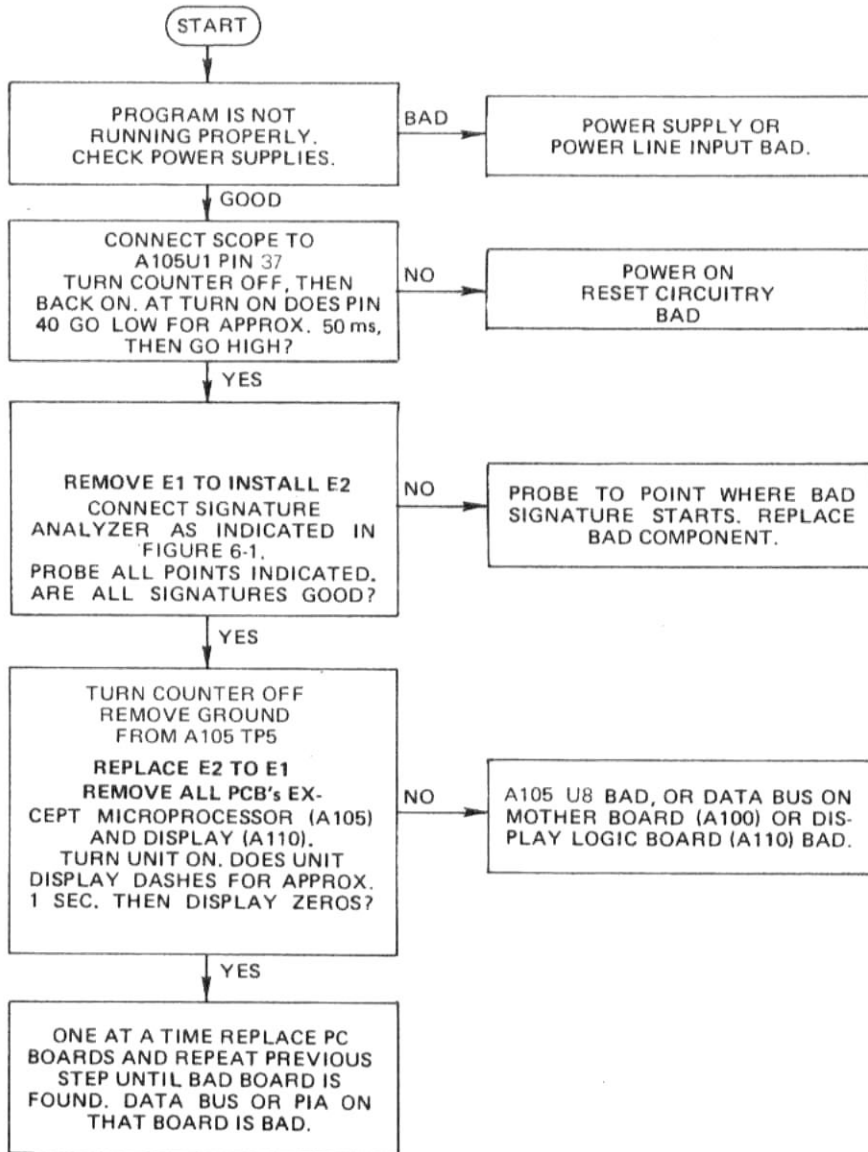 START
PROGRAM IS NOT
RUNNING PROPERLY.
CHECK POWER SUPPLIES.
BAD
POWER SUPPLY OR
POWER LINE INPUT BAD.
GOOD
CONNECT SCOPE TO
A105U1 PIN 37
TURN COUNTER OFF, THEN
BACK ON. AT TURN ON DOES PIN
40 GO LOW FOR APPROX. 50 ms,
THEN GO HIGH?
NO
POWER ON
RESET CIRCUITRY
BAD
YES
REMOVE E1 TO INSTALL E2
CONNECT SIGNATURE
ANALYZER AS INDICATED IN
FIGURE 6-1.
PROBE ALL POINTS INDICATED.
ARE ALL SIGNATURES GOOD?
NO
PROBE TO POINT WHERE BAD
SIGNATURE STARTS. REPLACE
BAD COMPONENT.
YES
TURN COUNTER OFF
REMOVE GROUND
FROM A105 TP5
REPLACE E2 TO E1
REMOVE ALL PCB's EX-
CEPT MICROPROCESSOR (A105)
AND DISPLAY (A110).
TURN UNIT ON. DOES UNIT
DISPLAY DASHES FOR APPROX.
1 SEC. THEN DISPLAY ZEROS?
NO
A105 U8 BAD, OR DATA BUS ON
MOTHER BOARD (A100) OR DIS-
PLAY LOGIC BOARD (A110) BAD.
YES
ONE AT A TIME REPLACE PC
BOARDS AND REPEAT PREVIOUS
STEP UNTIL BAD BOARD IS
FOUND. DATA BUS OR PIA ON
THAT BOARD IS BAD.